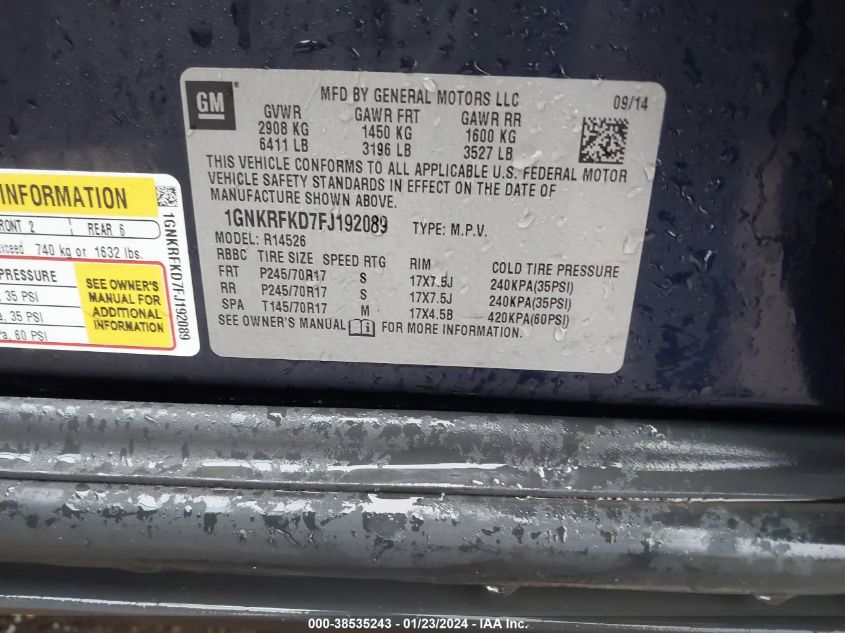 GM
MFD BY GENERAL MOTORS LLC 09/14
GVWR GAWR FRT GAWR RR
2908 KG 1450 KG 1600 KG
6411 LB 3196 LB 3527 LB
THIS VEHICLE CONFORMS TO ALL APPLICABLE U.S. FEDERAL MOTOR
VEHICLE SAFETY STANDARDS IN EFFECT ON THE DATE OF
MANUFACTURE SHOWN ABOVE.
1GNKRFKD7FJ192089 TYPE: M.P.V.
MODEL: R14526
RBBC TIRE SIZE SPEED RTG RIM COLD TIRE PRESSURE
FRT P245/70R17 S 17X7.5J 240KPA(35PSI)
RR P245/70R17 S 17X7.5J 240KPA(35PSI)
SPA T145/70R17 M 17X4.5B 420KPA(60PSI)
SEE OWNER'S MANUAL FOR MORE INFORMATION.
INFORMATION
FRONT 2 REAR 6
exceed 740 kg or 1632 lbs.
PRESSURE
35 PSI
35 PSI
60 PSI
SEE OWNER'S
MANUAL FOR
ADDITIONAL
INFORMATION
1GNKRFKD7FJ192089
000-38535243 - 01/23/2024 - IAA Inc.